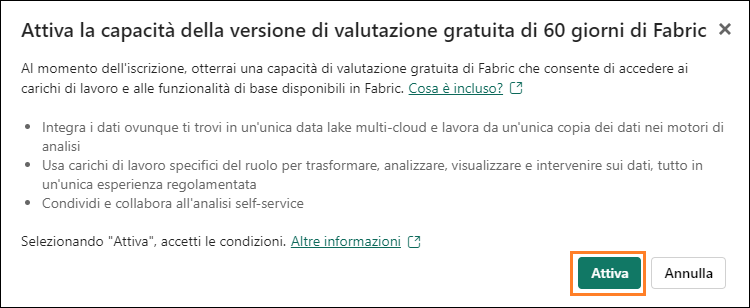 Attiva la capacità della versione di valutazione gratuita di 60 giorni di Fabric
Al momento dell'iscrizione, otterrai una capacità di valutazione gratuita di Fabric che consente di accedere ai
carichi di lavoro e alle funzionalità di base disponibili in Fabric. Cosa è incluso?
• Integra i dati ovunque ti trovi in un'unica data lake multi-cloud e lavora da un'unica copia dei dati nei motori di
analisi
• Usa carichi di lavoro specifici del ruolo per trasformare, analizzare, visualizzare e intervenire sui dati, tutto in
un'unica esperienza regolamentata
• Condividi e collabora all'analisi self-service
Selezionando "Attiva", accetti le condizioni. Altre informazioni
Attiva
Annulla